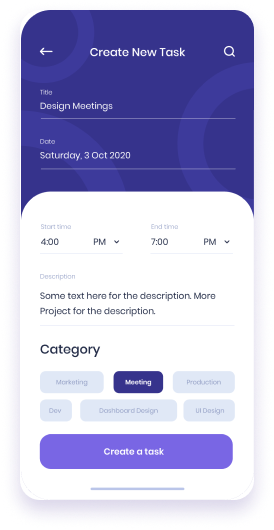 Create New Task
Title
Design Meetings
Date
Saturday, 3 Oct 2020
Start time
End time
4:00 PM
7:00 PM
Description
Some text here for the description. More
Project for the description.
Category
Marketing
Meeting
Production
Dev
Dashboard Design
UI Design
Create a task